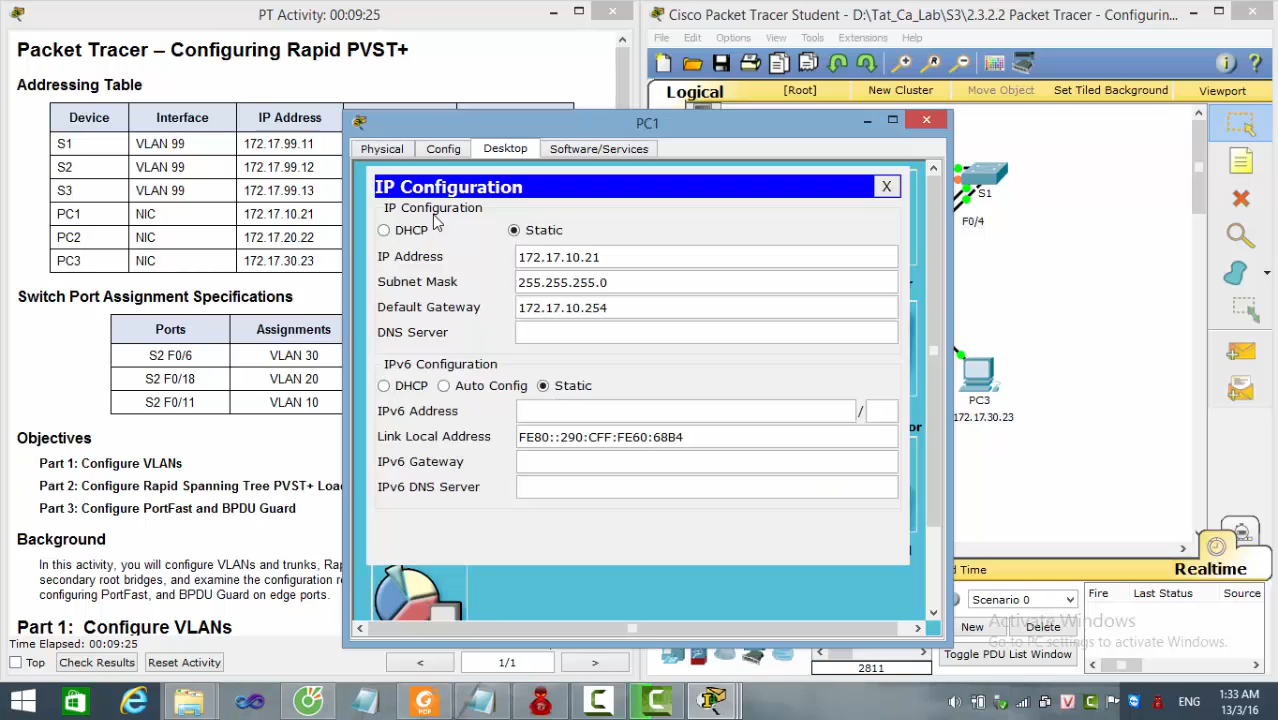 PT Activity: 00:09:25
Packet Tracer – Configuring Rapid PVST+
Addressing Table
Device Interface IP Address
S1 VLAN 99 172.17.99.11
S2 VLAN 99 172.17.99.12
S3 VLAN 99 172.17.99.13
PC1 NIC 172.17.10.21
PC2 NIC 172.17.20.22
PC3 NIC 172.17.30.23
Switch Port Assignment Specifications
Ports Assignments
S2 F0/6 VLAN 30
S2 F0/18 VLAN 20
S2 F0/11 VLAN 10
Objectives
Part 1: Configure VLANs
Part 2: Configure Rapid Spanning Tree PVST+ Loa
Part 3: Configure PortFast and BPDU Guard
Background
In this activity, you will configure VLANs and trunks, Rap
secondary root bridges, and examine the configuration r
configuring PortFast, and BPDU Guard on edge ports.
Part 1: Configure VLANs
Time Elapsed: 00:09:25
Top Check Results Reset Activity < 1/1 >
PC1
Physical Config Desktop Software/Services
IP Configuration X
IP Configuration
DHCP Static
IP Address 172.17.10.21
Subnet Mask 255.255.255.0
Default Gateway 172.17.10.254
DNS Server
IPv6 Configuration
DHCP Auto Config Static
IPv6 Address /
Link Local Address FE80::290:CFF:FE60:68B4
IPv6 Gateway
IPv6 DNS Server
Cisco Packet Tracer Student - D:\Tat_Ca_Lab\S3\2.3.2.2 Packet Tracer - Configurin...
File Edit Options View Tools Extensions Help
Logical [Root] New Cluster Move Object Set Tiled Background Viewport
S1
F0/4
PC3
172.17.30.23
Time Realtime
Scenario 0 Fire Last Status Source
New Delete
Toggle PDU List Window
2811
Activate Windows
Go to PC settings to activate Windows.
ENG
1:33 AM
13/3/16